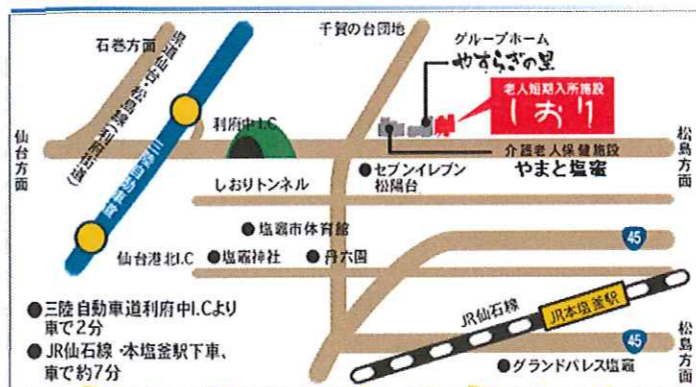 千賀の台団地
石巻方面
県道仙台・松島線(利府街道)
三陸自動車道
グループホーム
やすらぎの里
老人短期入所施設
しおり
利府中I.C
仙台方面
松島方面
介護老人保健施設
やまと塩竈
しおりトンネル
●セブンイレブン
松陽台
●塩竈市体育館
仙台港北I.C
●塩竈神社
●丹六園
45
●三陸自動車道利府中I.Cより
車で2分
●JR仙石線・本塩釜駅下車、
車で約7分
JR仙石線
JR本塩釜駅
45
松島方面
●グランドパレス塩竈